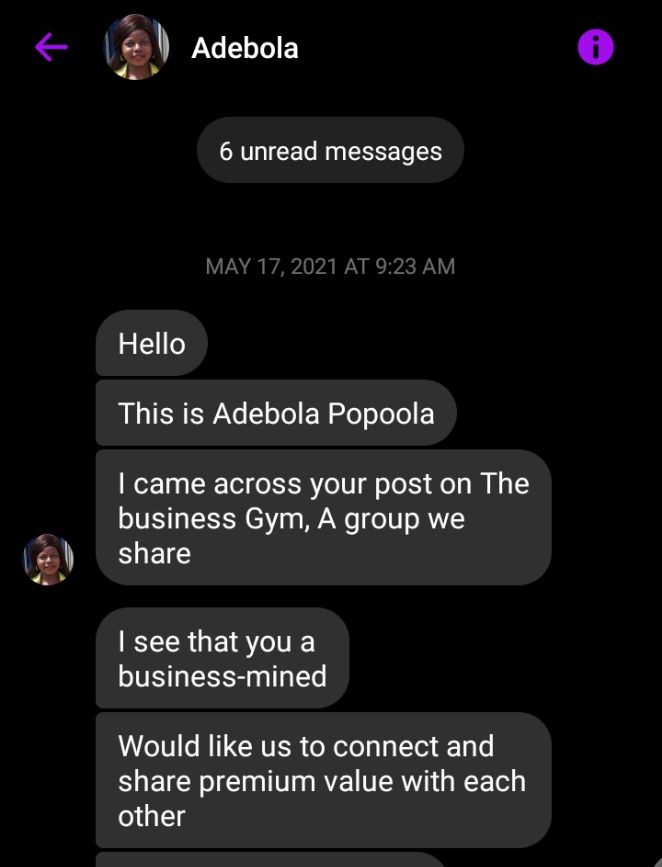 Adebola
6 unread messages
MAY 17, 2021 AT 9:23 AM
Hello
This is Adebola Popoola
I came across your post on The
business Gym, A group we
share
I see that you a
business-mined
Would like us to connect and
share premium value with each
other